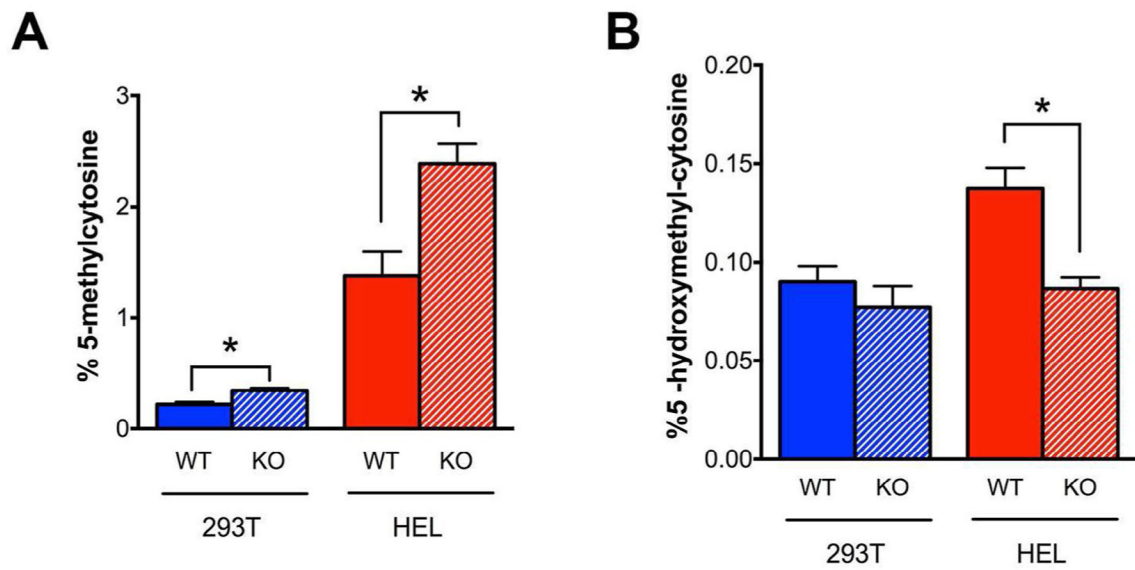 A
% 5-methylcytosine
3
2
1
0
*
*
WT KO WT KO
293T HEL
B
%5 -hydroxymethyl-cytosine
0.20
0.15
0.10
0.05
0.00
*
WT KO WT KO
293T HEL